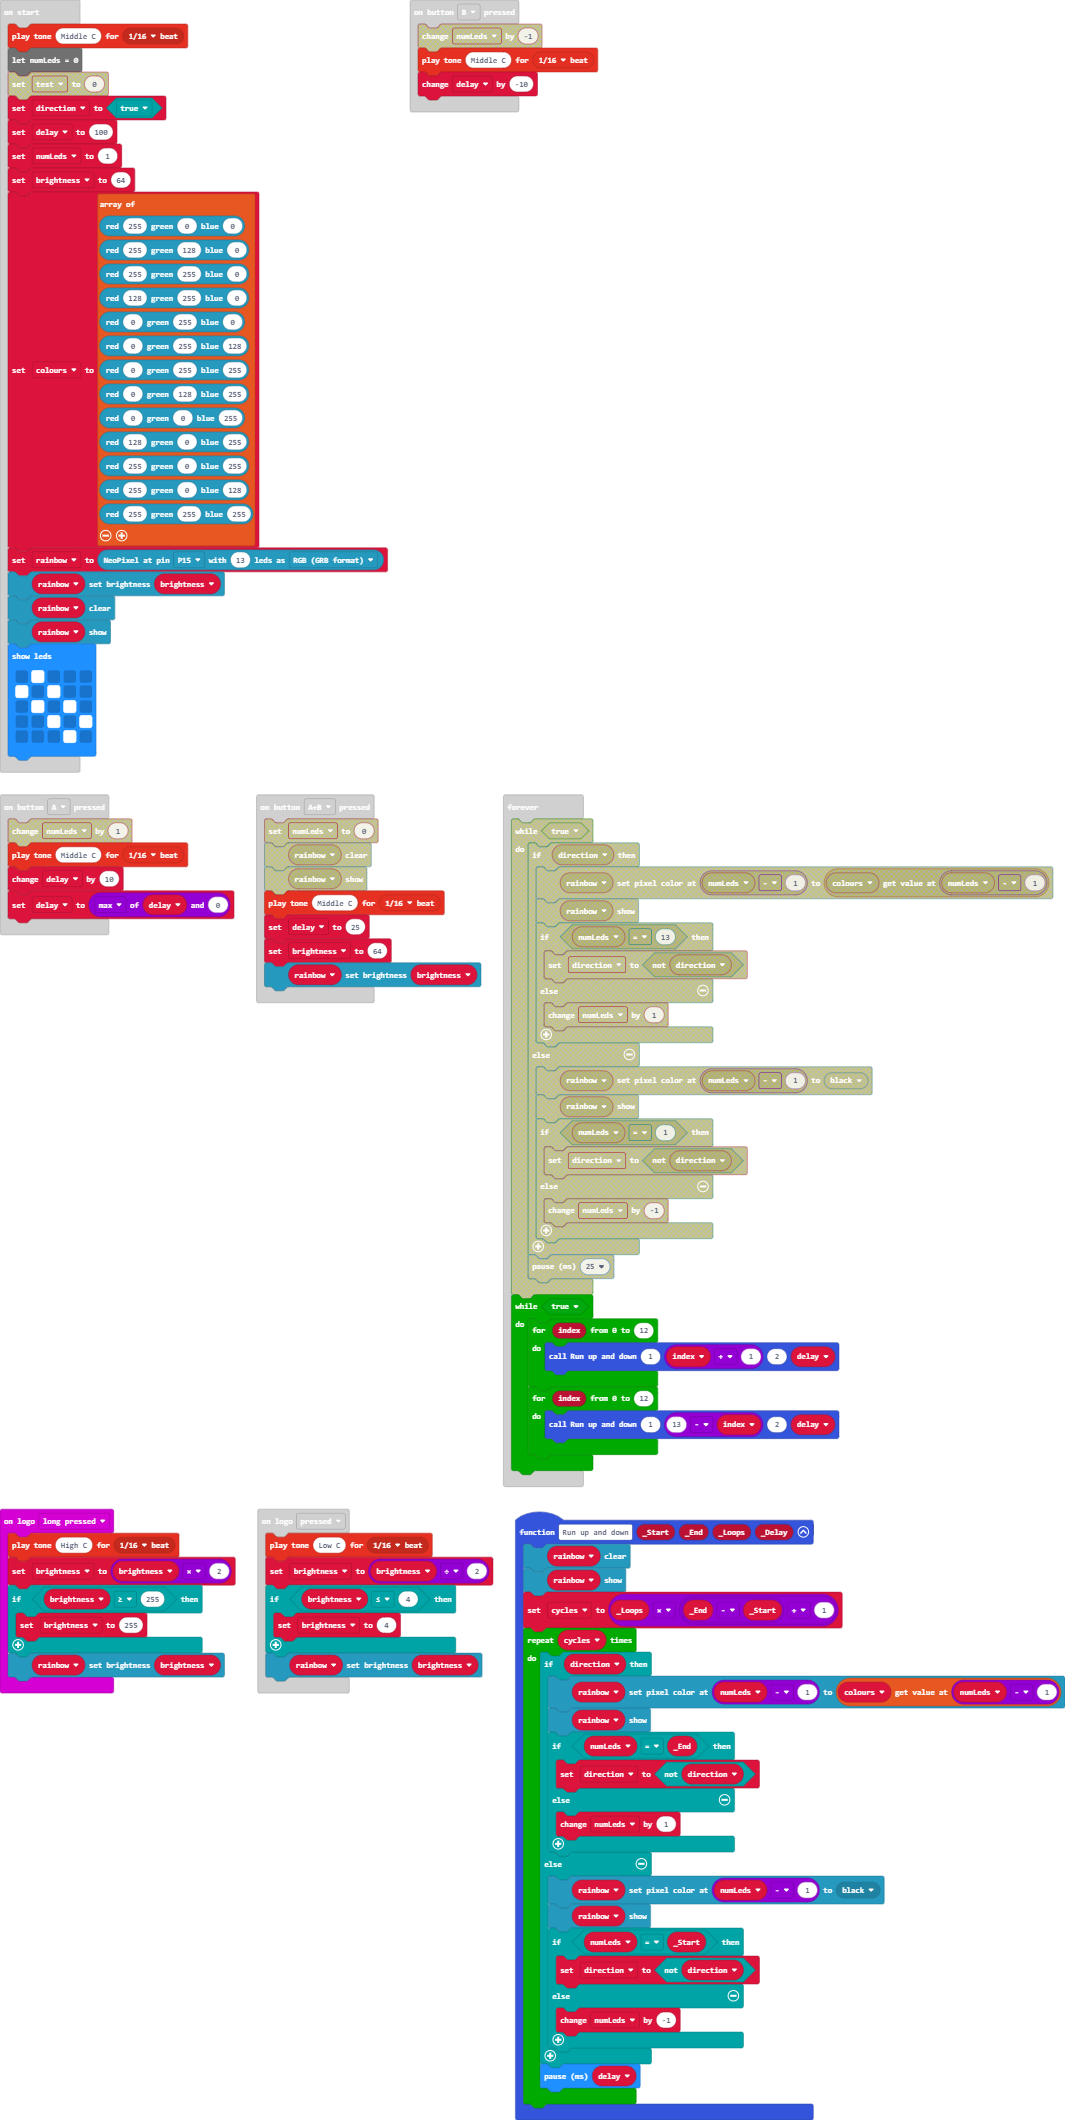 on start
play tone Middle C for 1/16 beat
let numLeds = 0
set test to 0
set direction to true
set delay to 100
set numLeds to 1
set brightness to 64
set colours to array of
red 255 green 0 blue 0
red 255 green 128 blue 0
red 255 green 255 blue 0
red 128 green 255 blue 0
red 0 green 255 blue 0
red 0 green 255 blue 128
red 0 green 255 blue 255
red 0 green 128 blue 255
red 0 green 0 blue 255
red 128 green 0 blue 255
red 255 green 0 blue 255
red 255 green 0 blue 128
red 255 green 255 blue 255
set rainbow to NeoPixel at pin P15 with 13 leds as RGB (GRB format)
rainbow set brightness brightness
rainbow clear
rainbow show
show leds
on button B pressed
change numLeds by -1
play tone Middle C for 1/16 beat
change delay by -10
on button A pressed
change numLeds by 1
play tone Middle C for 1/16 beat
change delay by 10
set delay to max of delay and 0
on button A+B pressed
set numLeds to 0
rainbow clear
rainbow show
play tone Middle C for 1/16 beat
set delay to 25
set brightness to 64
rainbow set brightness brightness
forever
while true
do if direction then
rainbow set pixel color at numLeds - 1 to colours get value at numLeds - 1
rainbow show
if numLeds = 13 then
set direction to not direction
else
change numLeds by 1
else
rainbow set pixel color at numLeds - 1 to black
rainbow show
if numLeds = 1 then
set direction to not direction
else
change numLeds by -1
pause (ms) 25
while true
do for index from 0 to 12
do call Run up and down 1 index + 1 2 delay
for index from 0 to 12
do call Run up and down 1 13 - index 2 delay
on logo long pressed
play tone High C for 1/16 beat
set brightness to brightness × 2
if brightness ≥ 255 then
set brightness to 255
rainbow set brightness brightness
on logo pressed
play tone Low C for 1/16 beat
set brightness to brightness ÷ 2
if brightness ≤ 4 then
set brightness to 4
rainbow set brightness brightness
function Run up and down _Start _End _Loops _Delay
rainbow clear
rainbow show
set cycles to _Loops × _End - _Start + 1
repeat cycles times
do if direction then
rainbow set pixel color at numLeds - 1 to colours get value at numLeds - 1
rainbow show
if numLeds = _End then
set direction to not direction
else
change numLeds by 1
else
rainbow set pixel color at numLeds - 1 to black
rainbow show
if numLeds = _Start then
set direction to not direction
else
change numLeds by -1
pause (ms) delay